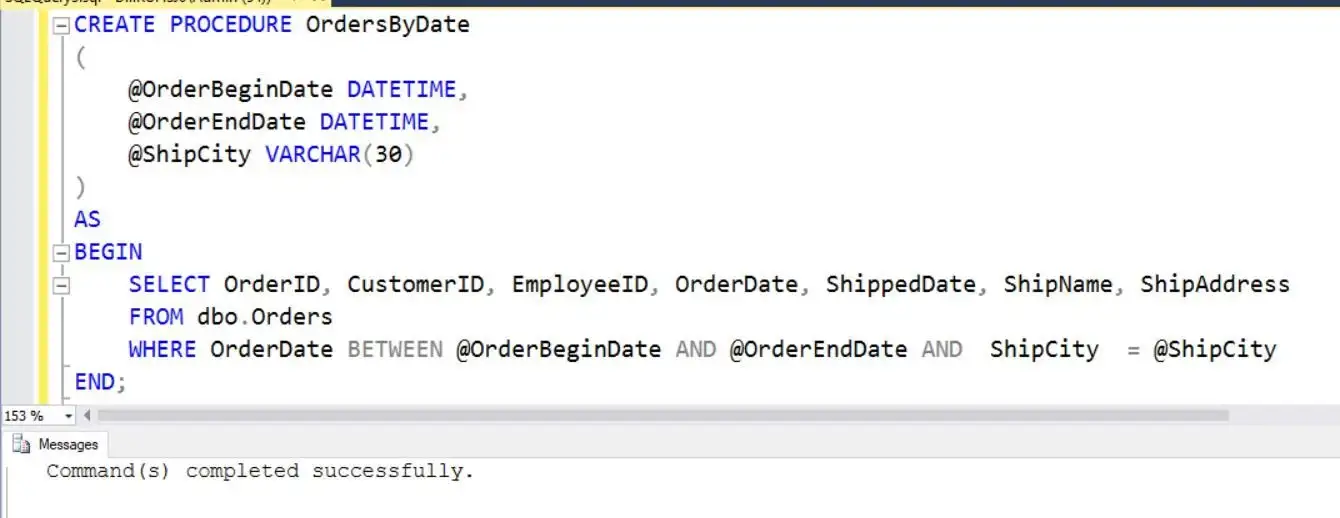 CREATE PROCEDURE OrdersByDate
(
@OrderBeginDate DATETIME,
@OrderEndDate DATETIME,
@ShipCity VARCHAR(30)
)
AS
BEGIN
SELECT OrderID, CustomerID, EmployeeID, OrderDate, ShippedDate, ShipName, ShipAddress
FROM dbo.Orders
WHERE OrderDate BETWEEN @OrderBeginDate AND @OrderEndDate AND  ShipCity  = @ShipCity
END;
153 %
Messages
Command(s) completed successfully.